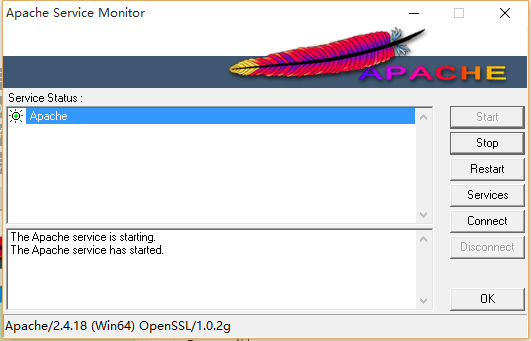 Apache Service Monitor
APACHE
Service Status :
Apache
Start
Stop
Restart
Services
Connect
Disconnect
The Apache service is starting.
The Apache service has started.
OK
Apache/2.4.18 (Win64) OpenSSL/1.0.2g